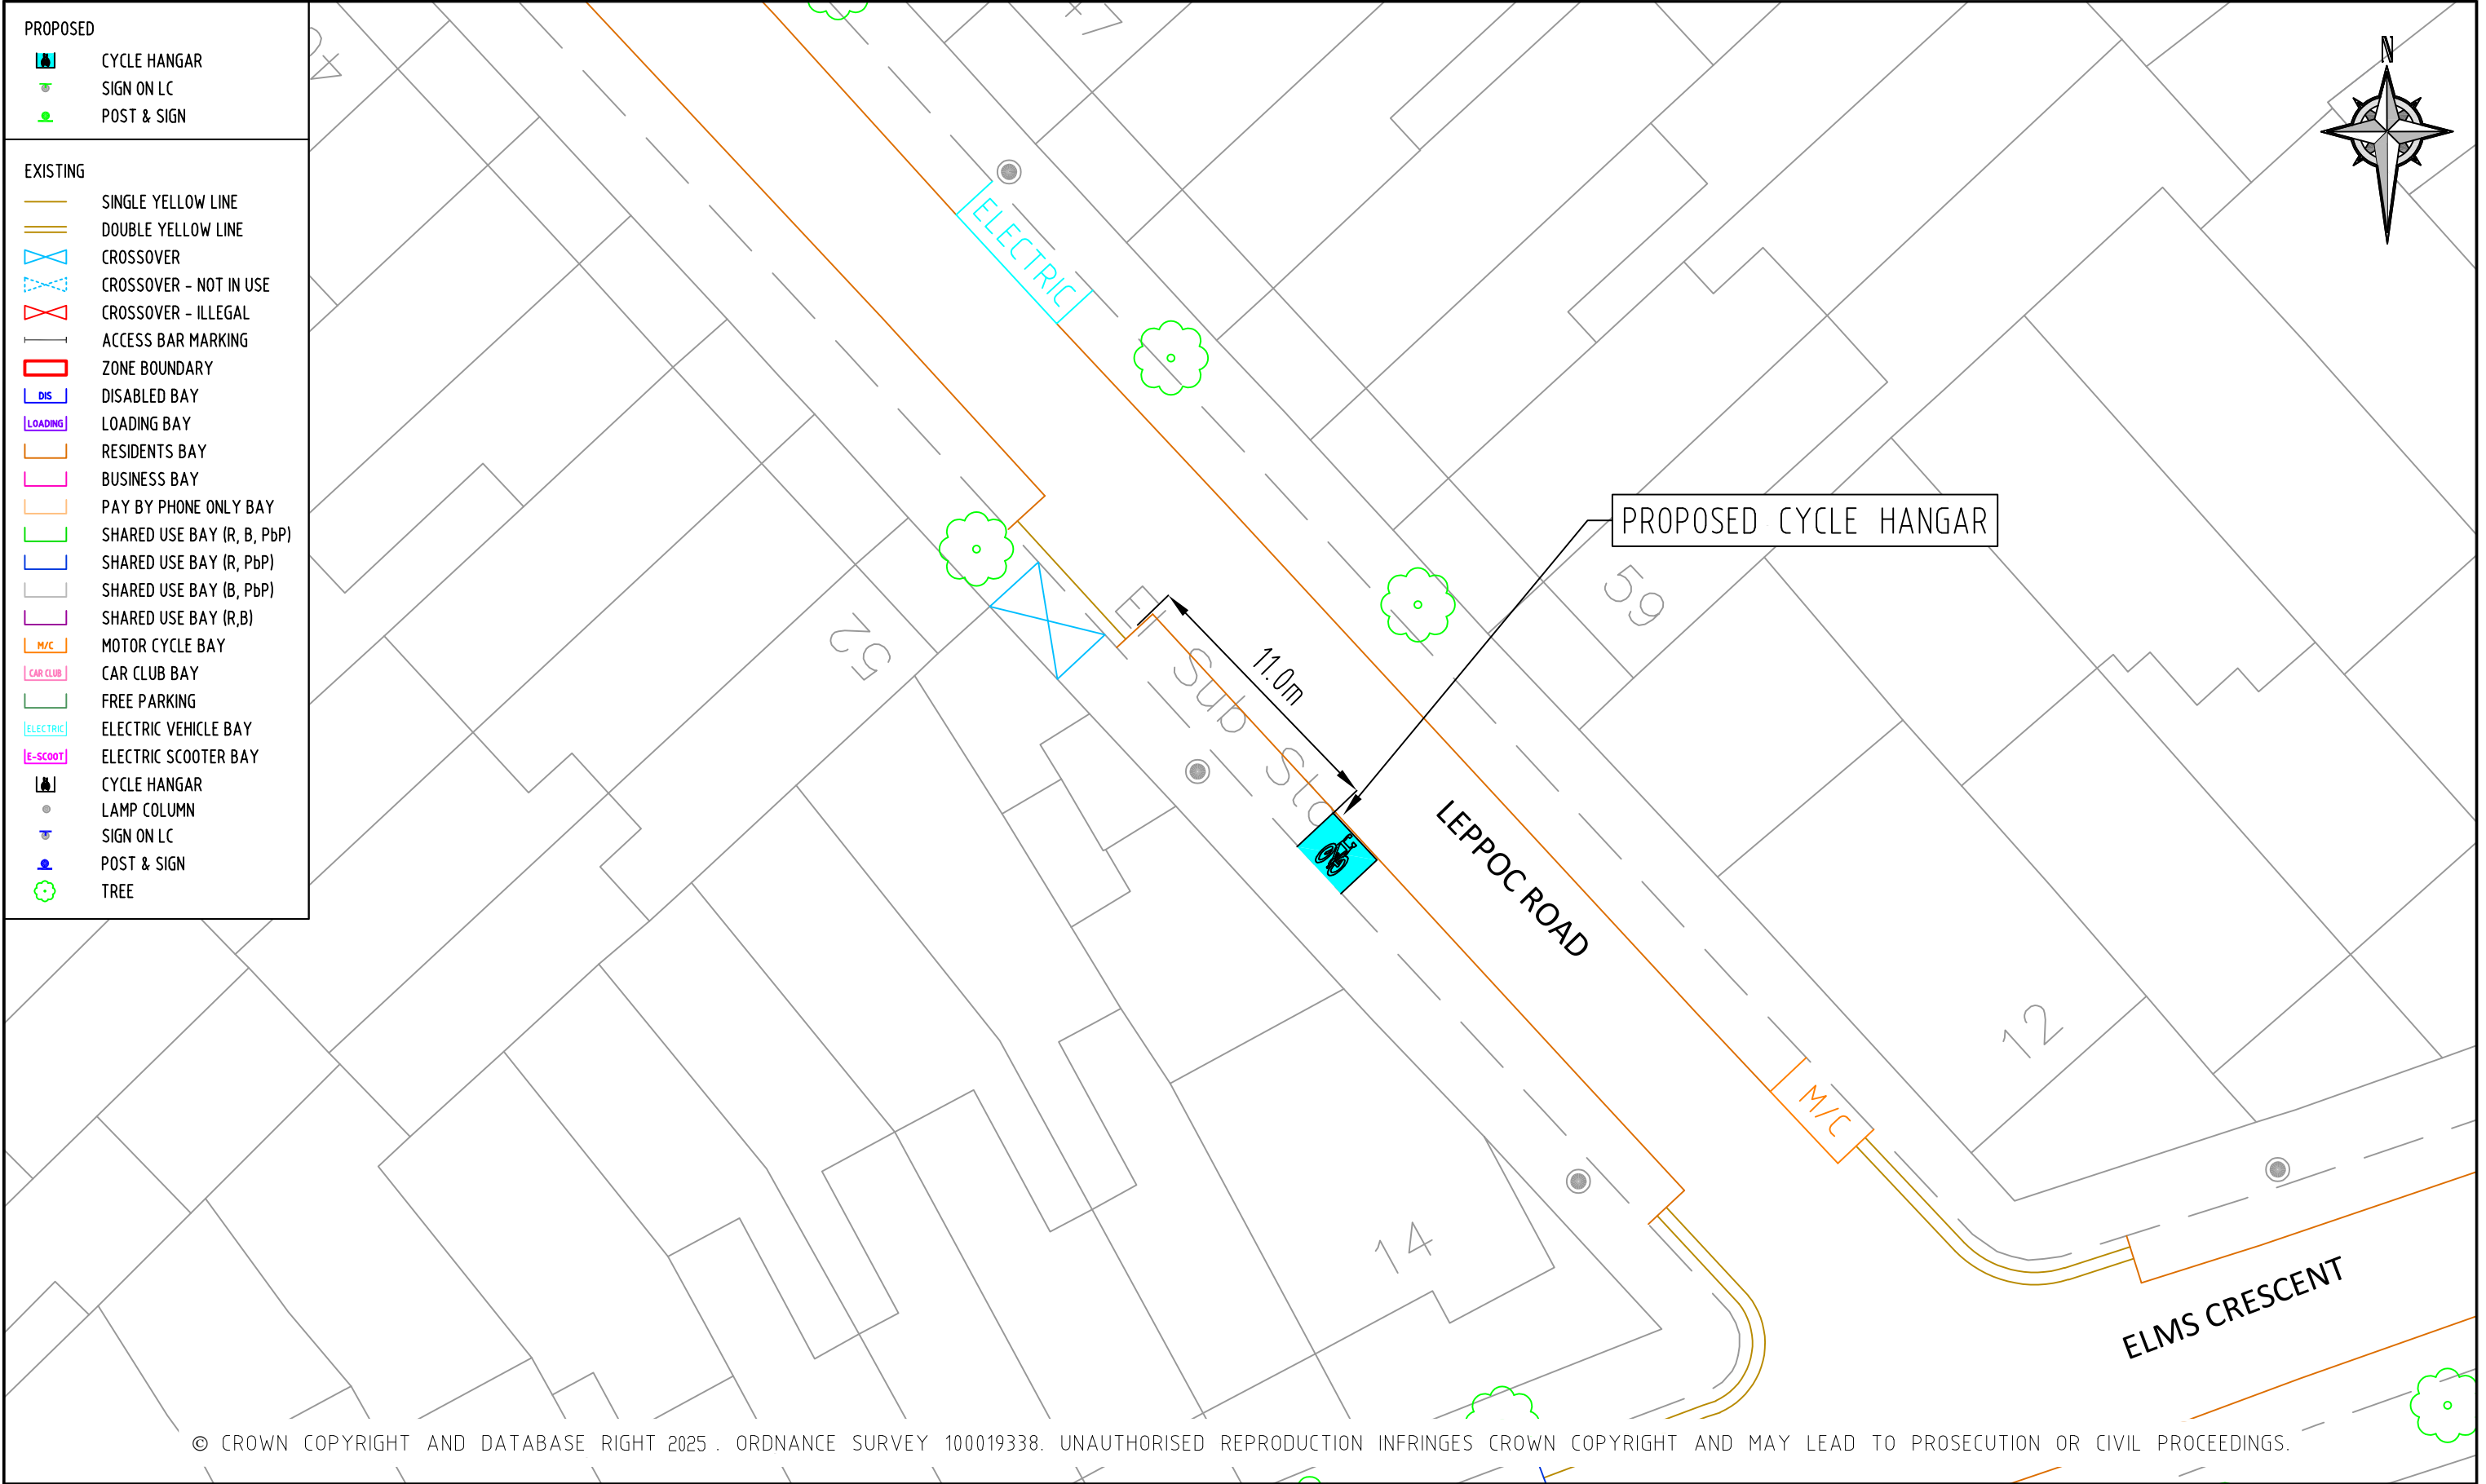 PROPOSED
CYCLE HANGAR
SIGN ON LC
POST & SIGN
EXISTING
SINGLE YELLOW LINE
DOUBLE YELLOW LINE
CROSSOVER
CROSSOVER - NOT IN USE
CROSSOVER - ILLEGAL
ACCESS BAR MARKING
ZONE BOUNDARY
DIS DISABLED BAY
LOADING LOADING BAY
RESIDENTS BAY
BUSINESS BAY
PAY BY PHONE ONLY BAY
SHARED USE BAY (R, B, PbP)
SHARED USE BAY (R, PbP)
SHARED USE BAY (B, PbP)
SHARED USE BAY (R,B)
M/C MOTOR CYCLE BAY
CAR CLUB CAR CLUB BAY
FREE PARKING
ELECTRIC ELECTRIC VEHICLE BAY
E-SCOOT ELECTRIC SCOOTER BAY
CYCLE HANGAR
LAMP COLUMN
SIGN ON LC
POST & SIGN
TREE
N
ELECTRIC
PROPOSED CYCLE HANGAR
59
52
El Sub Sta
11.0m
LEPPOC ROAD
12
M/C
14
ELMS CRESCENT
© CROWN COPYRIGHT AND DATABASE RIGHT 2025 . ORDNANCE SURVEY 100019338. UNAUTHORISED REPRODUCTION INFRINGES CROWN COPYRIGHT AND MAY LEAD TO PROSECUTION OR CIVIL PROCEEDINGS.